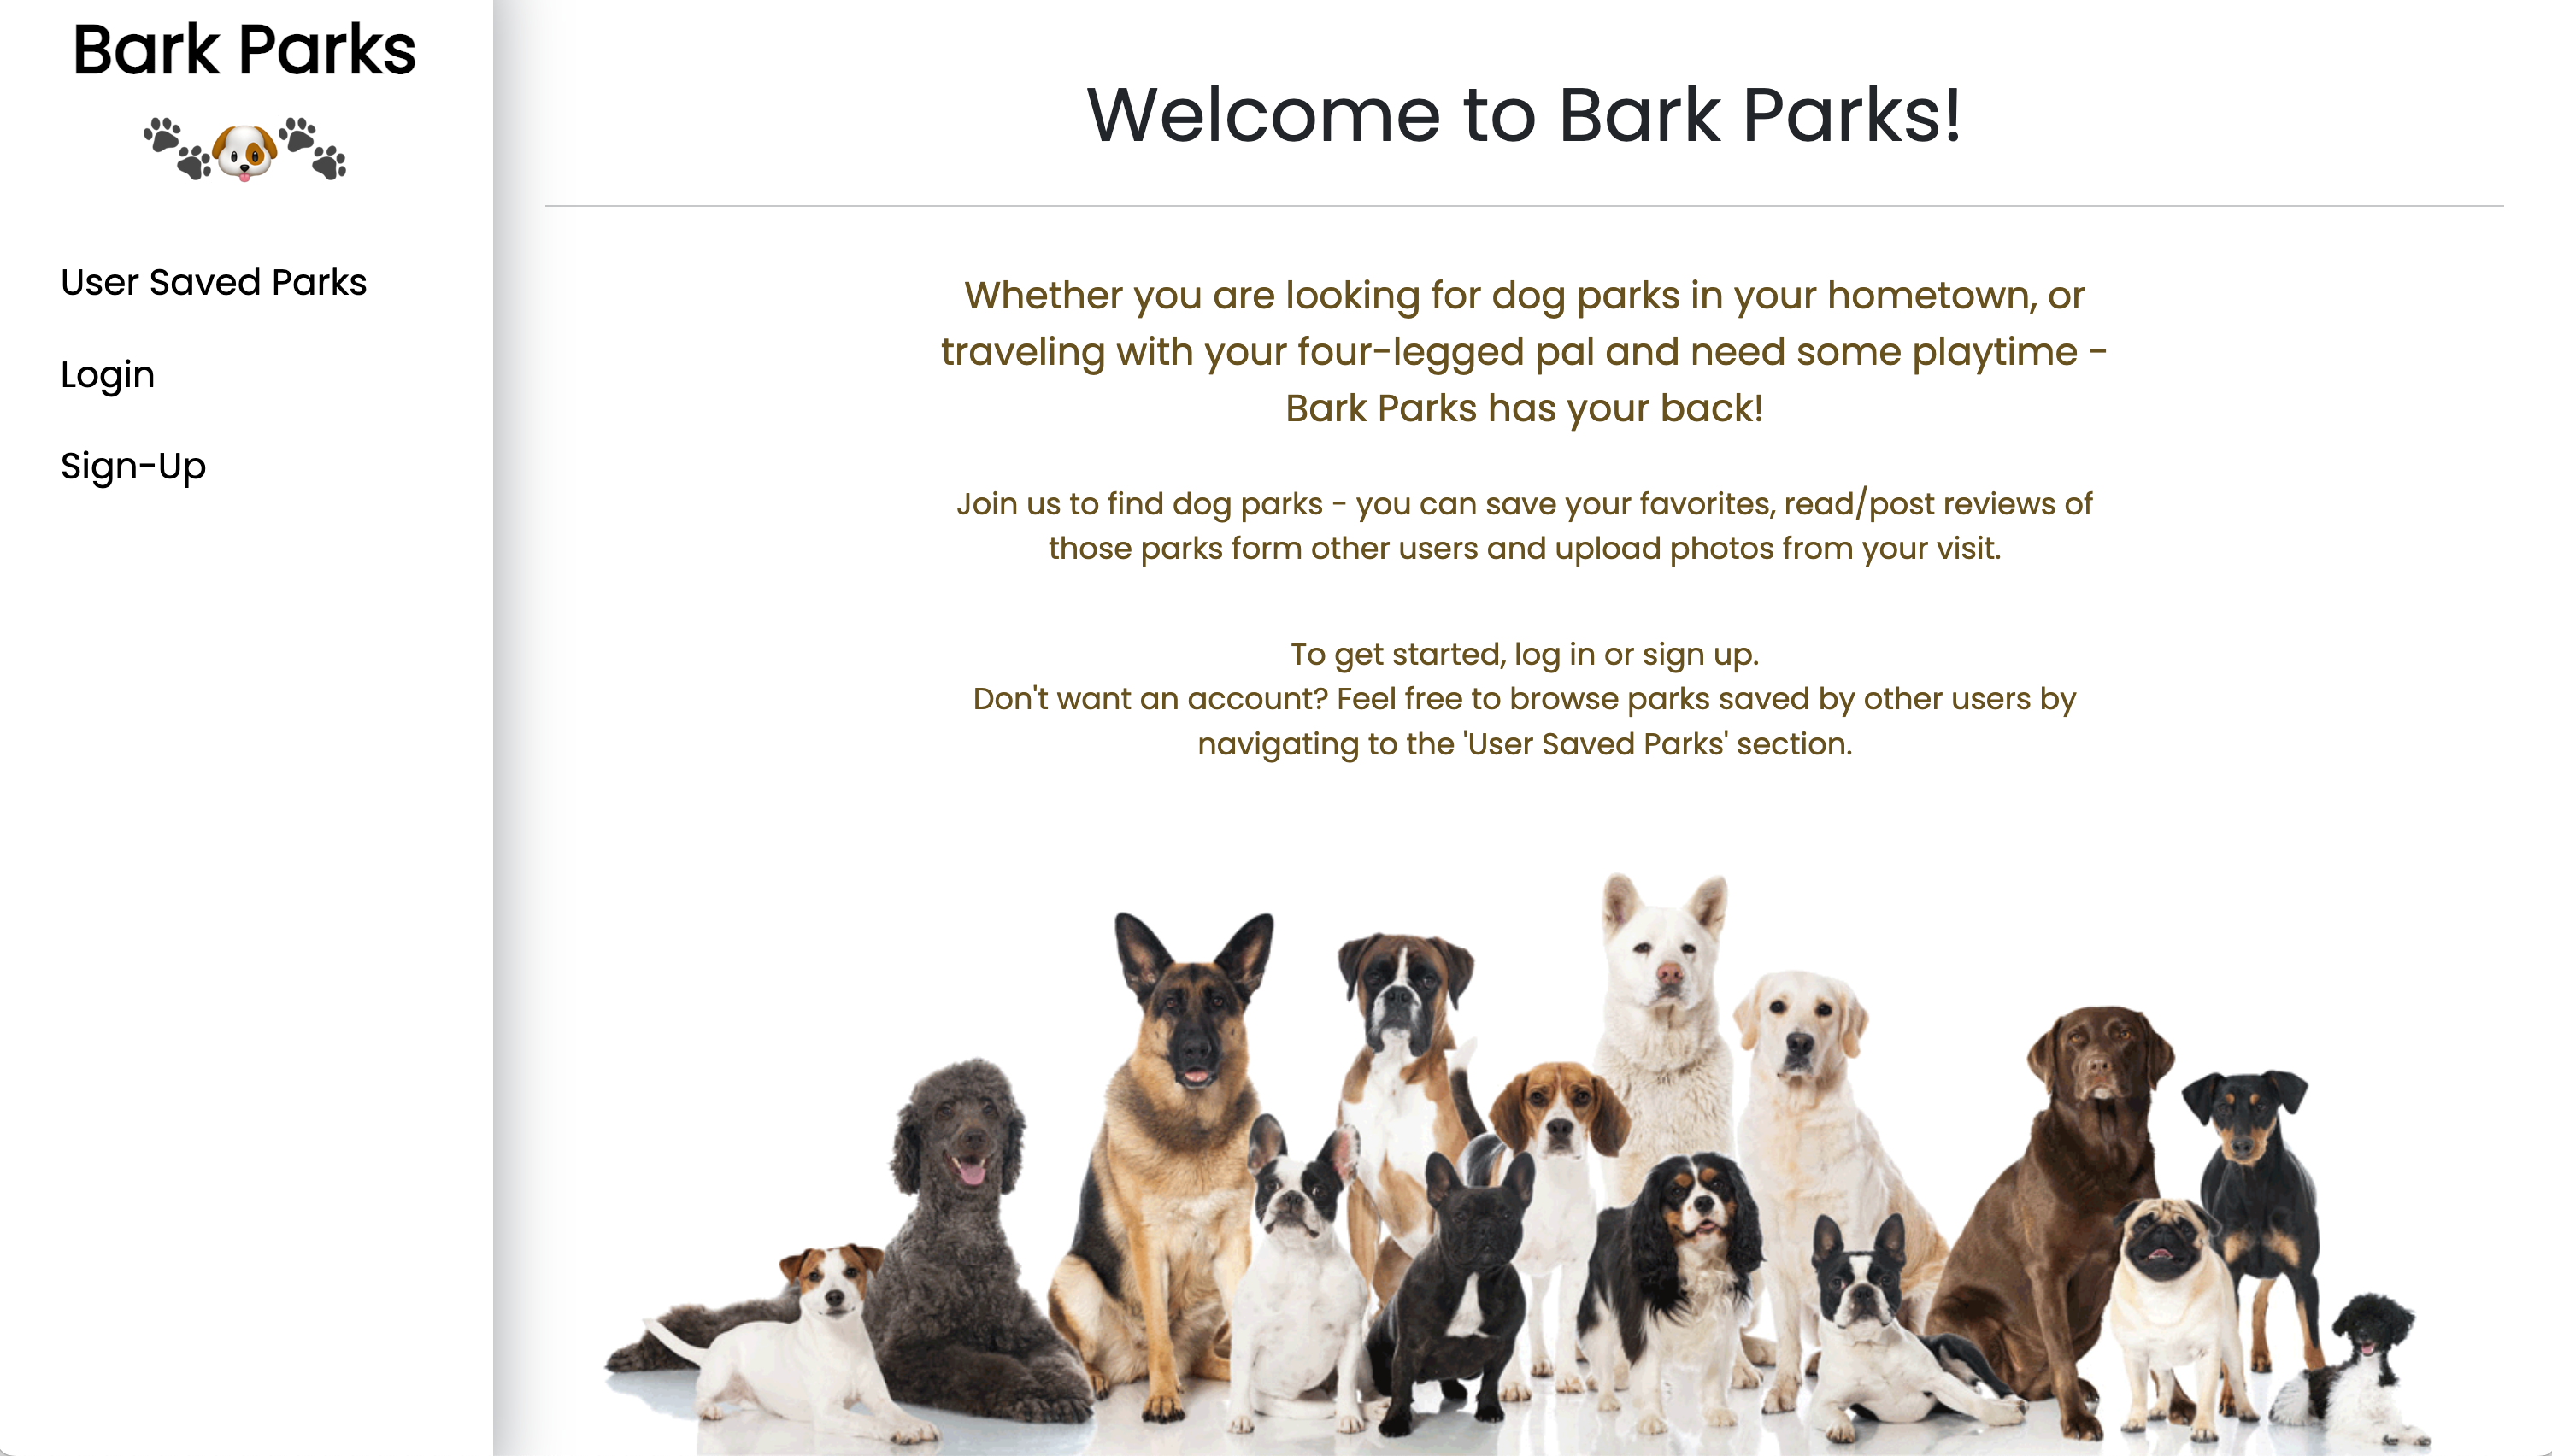 Bark Parks
User Saved Parks
Login
Sign-Up
Welcome to Bark Parks!
Whether you are looking for dog parks in your hometown, or
traveling with your four-legged pal and need some playtime -
Bark Parks has your back!
Join us to find dog parks - you can save your favorites, read/post reviews of
those parks form other users and upload photos from your visit.
To get started, log in or sign up.
Don't want an account? Feel free to browse parks saved by other users by
navigating to the 'User Saved Parks' section.